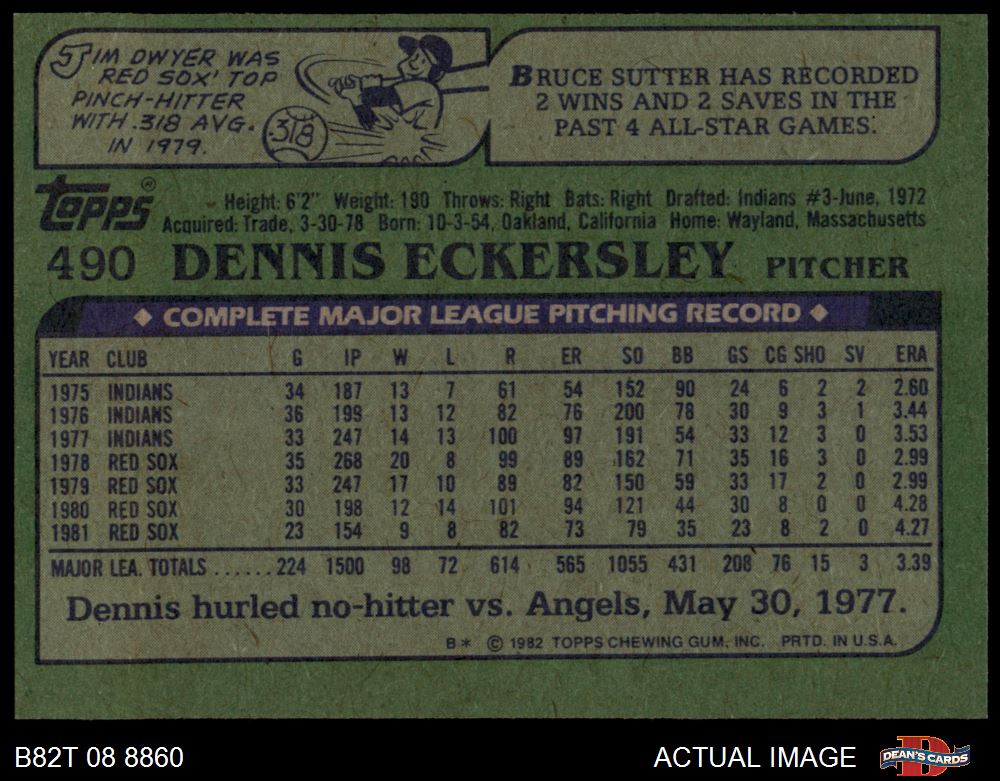 JIM DWYER WAS
RED SOX' TOP
PINCH-HITTER
WITH .318 AVG.
IN 1979.
.318
BRUCE SUTTER HAS RECORDED
2 WINS AND 2 SAVES IN THE
PAST 4 ALL-STAR GAMES.
Topps®
Height: 6'2" Weight: 190 Throws: Right Bats: Right Drafted: Indians #3-June, 1972
Acquired: Trade, 3-30-78 Born: 10-3-54, Oakland, California Home: Wayland, Massachusetts
490 DENNIS ECKERSLEY PITCHER
◆ COMPLETE MAJOR LEAGUE PITCHING RECORD ◆
YEAR CLUB G IP W L R ER SO BB GS CG SHO SV ERA
1975 INDIANS 34 187 13 7 61 54 152 90 24 6 2 2 2.60
1976 INDIANS 36 199 13 12 82 76 200 78 30 9 3 1 3.44
1977 INDIANS 33 247 14 13 100 97 191 54 33 12 3 0 3.53
1978 RED SOX 35 268 20 8 99 89 162 71 35 16 3 0 2.99
1979 RED SOX 33 247 17 10 89 82 150 59 33 17 2 0 2.99
1980 RED SOX 30 198 12 14 101 94 121 44 30 8 0 0 4.28
1981 RED SOX 23 154 9 8 82 73 79 35 23 8 2 0 4.27
MAJOR LEA. TOTALS ......224 1500 98 72 614 565 1055 431 208 76 15 3 3.39
Dennis hurled no-hitter vs. Angels, May 30, 1977.
B* © 1982 TOPPS CHEWING GUM, INC. PRTD. IN U.S.A.
B82T 08 8860
ACTUAL IMAGE
DEAN'S CARDS